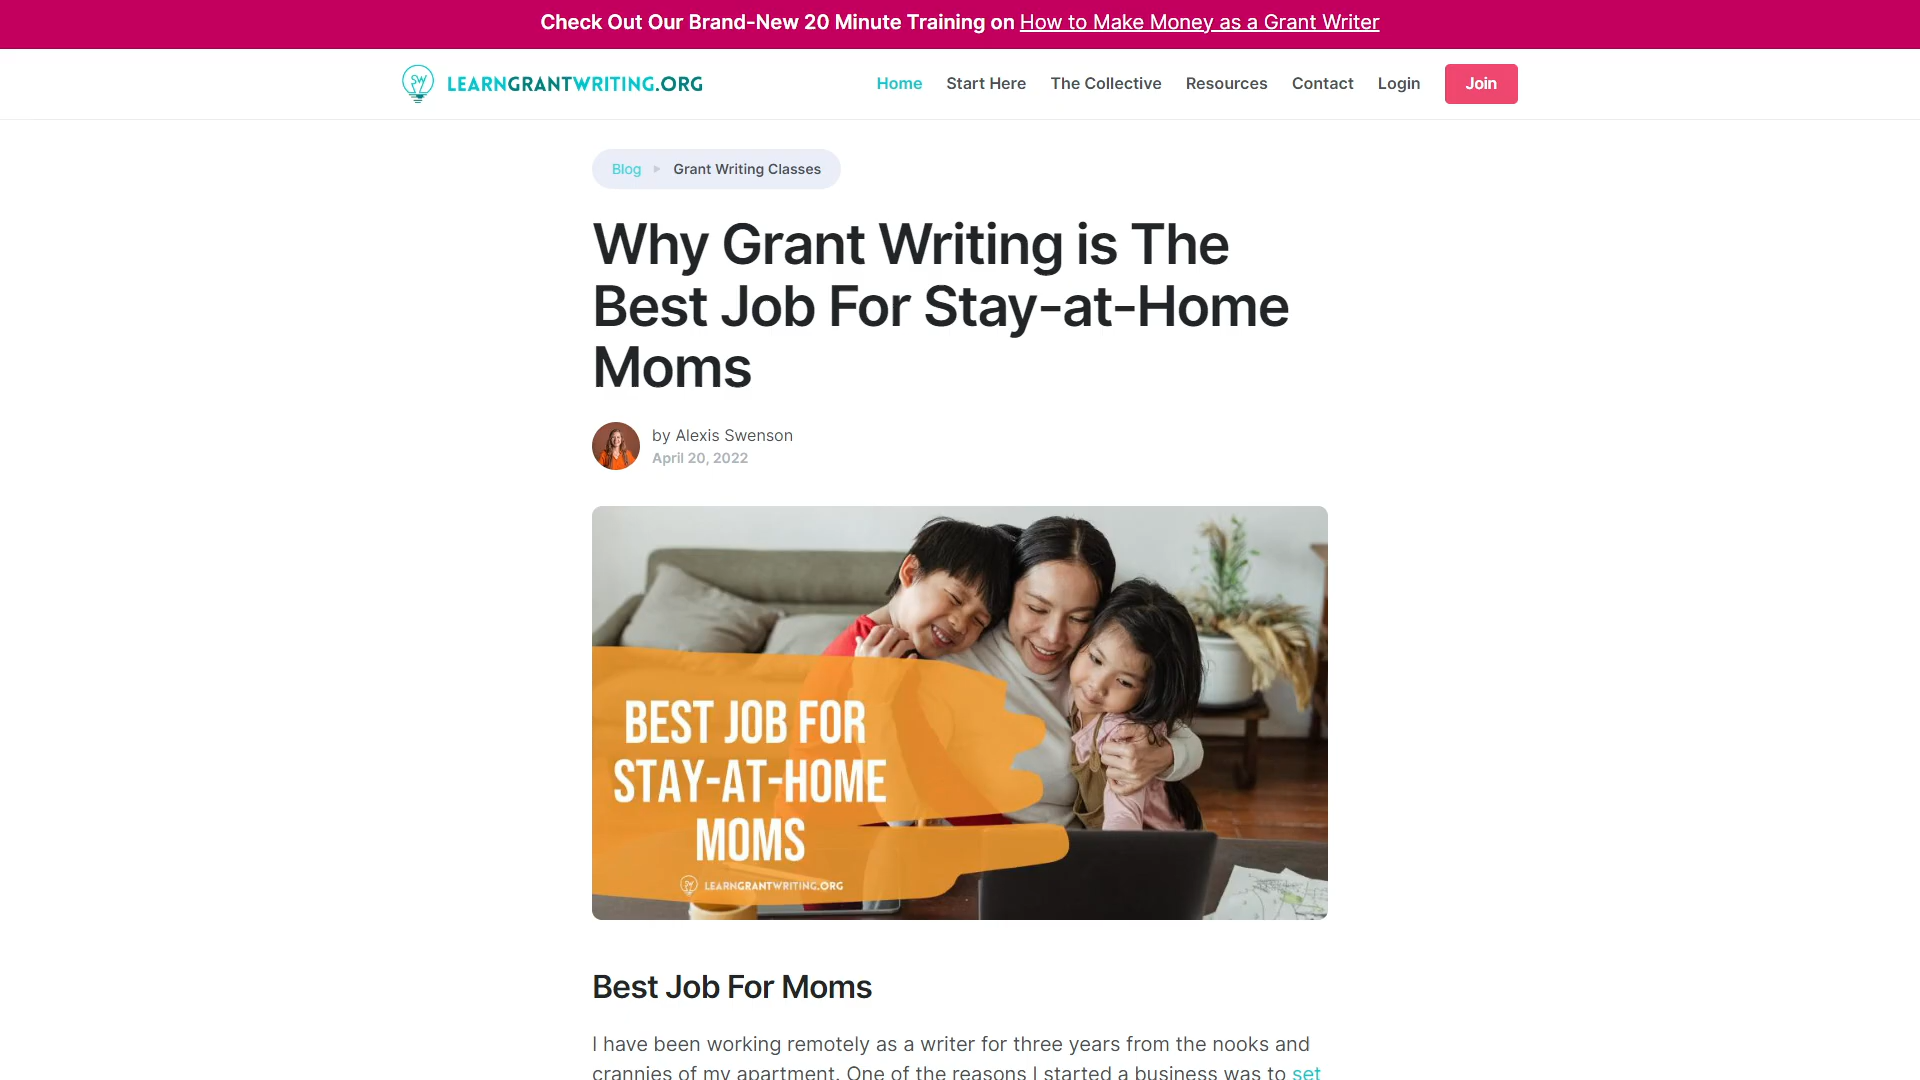 Check Out Our Brand-New 20 Minute Training on How to Make Money as a Grant Writer
SW LEARNGRANTWRITING.ORG
Home Start Here The Collective Resources Contact Login Join
Blog Grant Writing Classes
Why Grant Writing is The
Best Job For Stay-at-Home
Moms
by Alexis Swenson
April 20, 2022
BEST JOB FOR
STAY-AT-HOME
MOMS
SW LEARNGRANTWRITING.ORG
Best Job For Moms
I have been working remotely as a writer for three years from the nooks and
crannies of my apartment. One of the reasons I started a business was to set